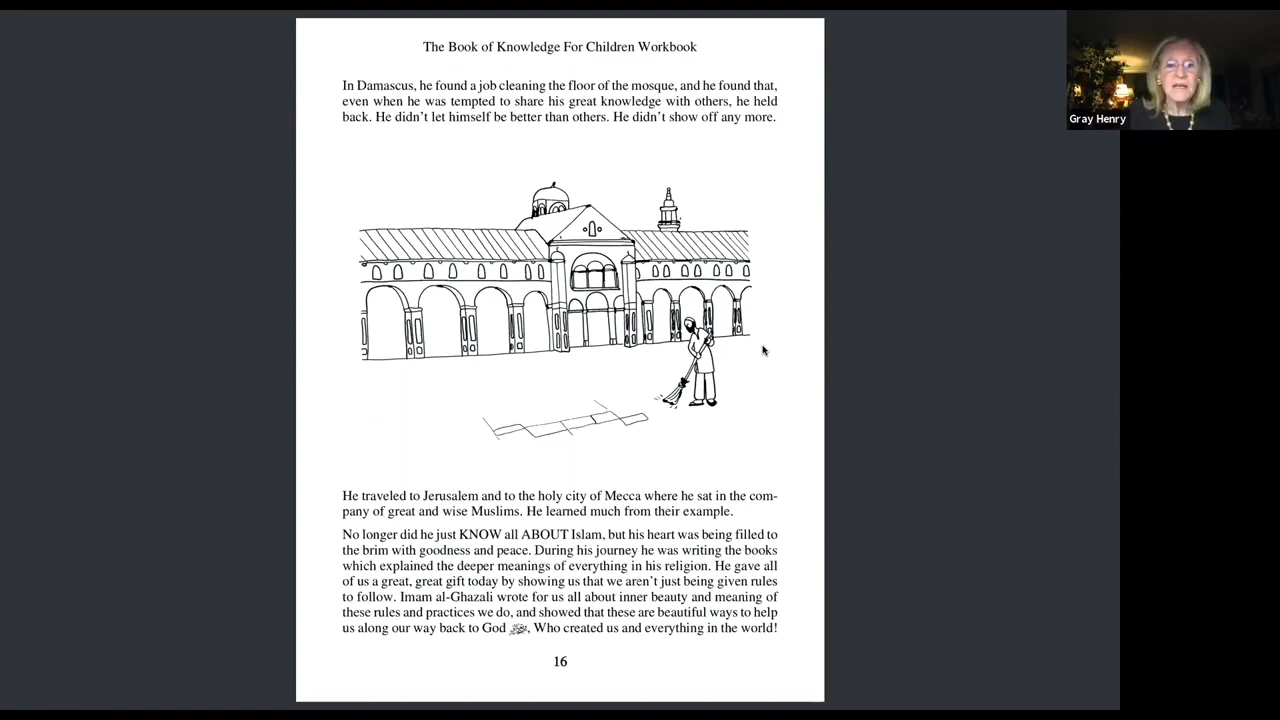 The Book of Knowledge For Children Workbook
In Damascus, he found a job cleaning the floor of the mosque, and he found that,
even when he was tempted to share his great knowledge with others, he held
back. He didn’t let himself be better than others. He didn’t show off any more.
Gray Henry
He traveled to Jerusalem and to the holy city of Mecca where he sat in the com-
pany of great and wise Muslims. He learned much from their example.
No longer did he just KNOW all ABOUT Islam, but his heart was being filled to
the brim with goodness and peace. During his journey he was writing the books
which explained the deeper meanings of everything in his religion. He gave all
of us a great, great gift today by showing us that we aren’t just being given rules
to follow. Imam al-Ghazali wrote for us all about inner beauty and meaning of
these rules and practices we do, and showed that these are beautiful ways to help
us along our way back to God , Who created us and everything in the world!
16